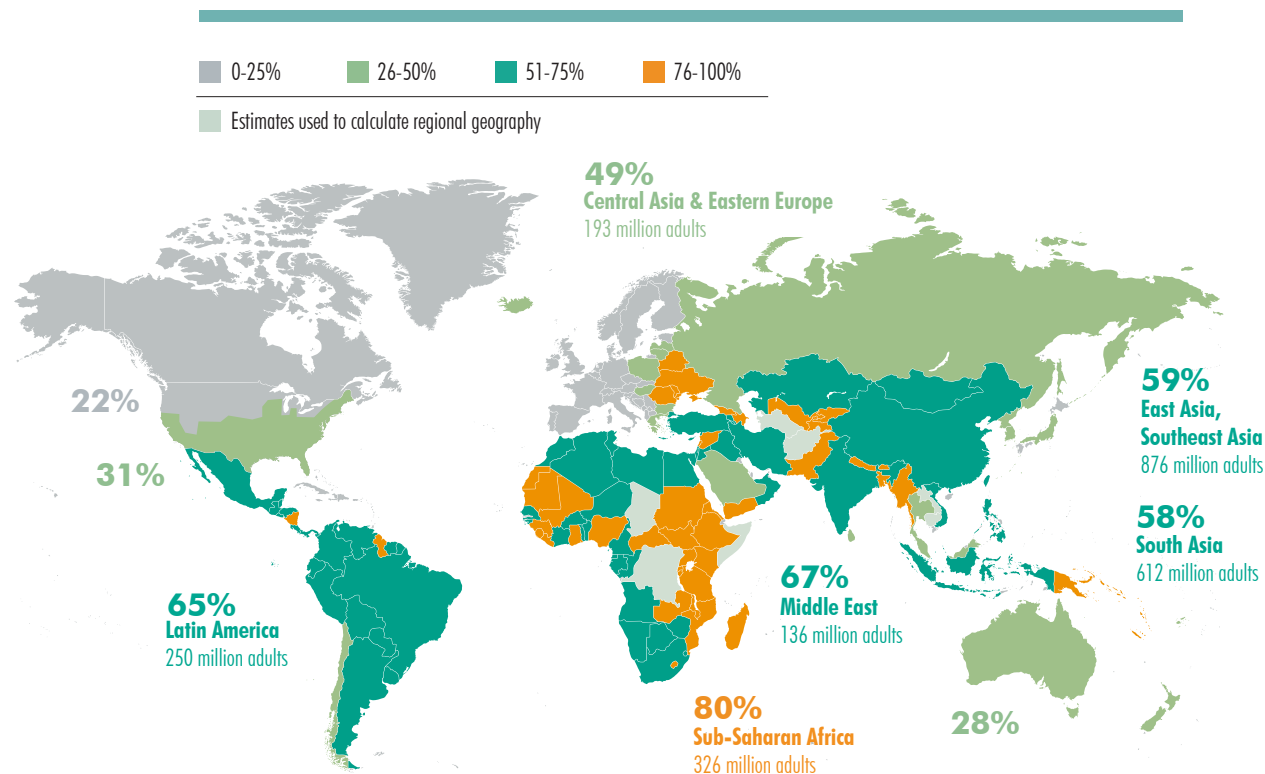 0-25%
26-50%
51-75%
76-100%
Estimates used to calculate regional geography
49%
Central Asia & Eastern Europe
193 million adults
22%
31%
59%
East Asia,
Southeast Asia
876 million adults
58%
South Asia
612 million adults
67%
Middle East
136 million adults
65%
Latin America
250 million adults
80%
Sub-Saharan Africa
326 million adults
28%